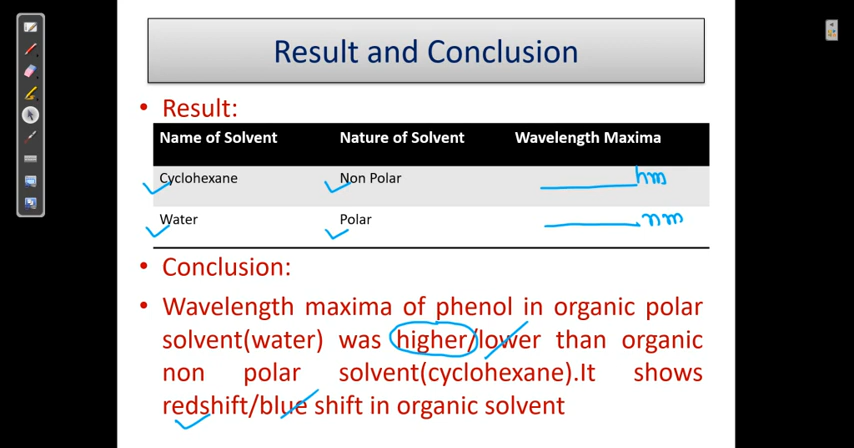 Result and Conclusion
• Result:
Name of Solvent Nature of Solvent Wavelength Maxima
Cyclohexane Non Polar ______ nm
Water Polar ______ nm
• Conclusion:
• Wavelength maxima of phenol in organic polar
solvent(water) was higher/lower than organic
non polar solvent(cyclohexane).It shows
redshift/blue shift in organic solvent